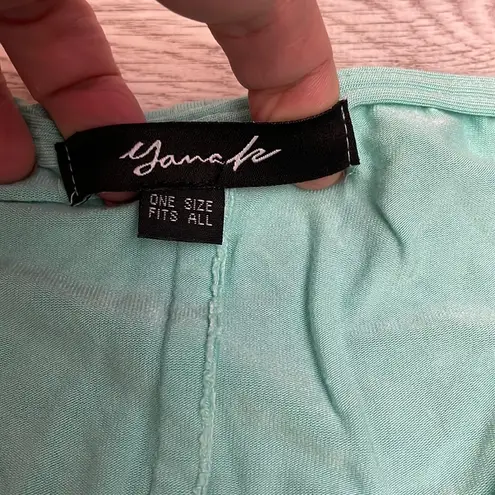 Yanak
ONE SIZE
FITS ALL